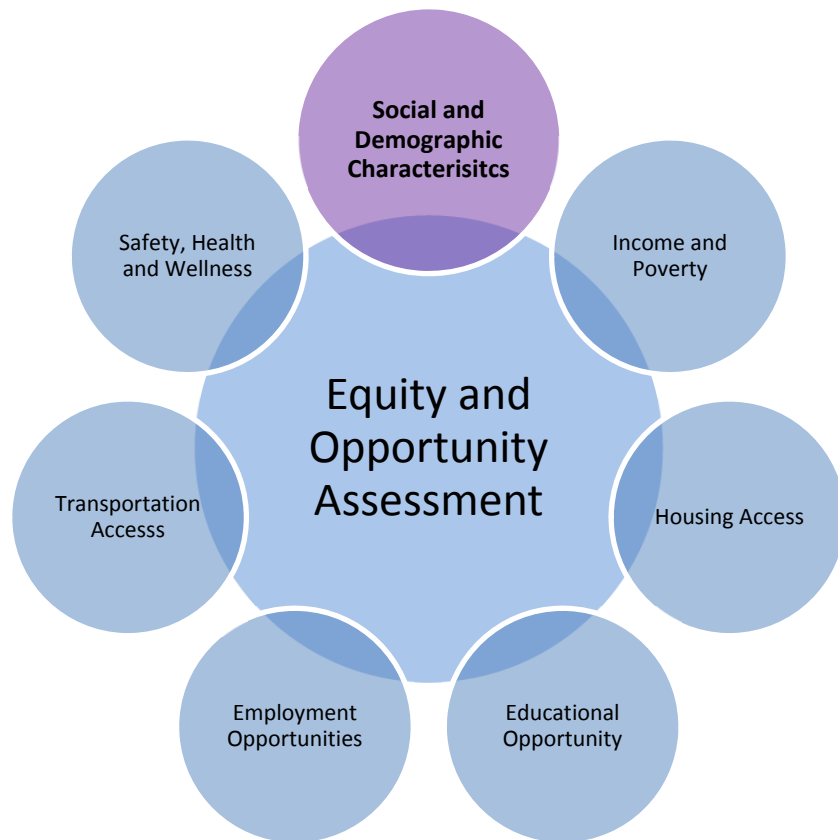 Social and
Demographic
Characterisitcs
Income and
Poverty
Housing Access
Educational
Opportunity
Employment
Opportunities
Transportation
Accesss
Safety, Health
and Wellness
Equity and
Opportunity
Assessment